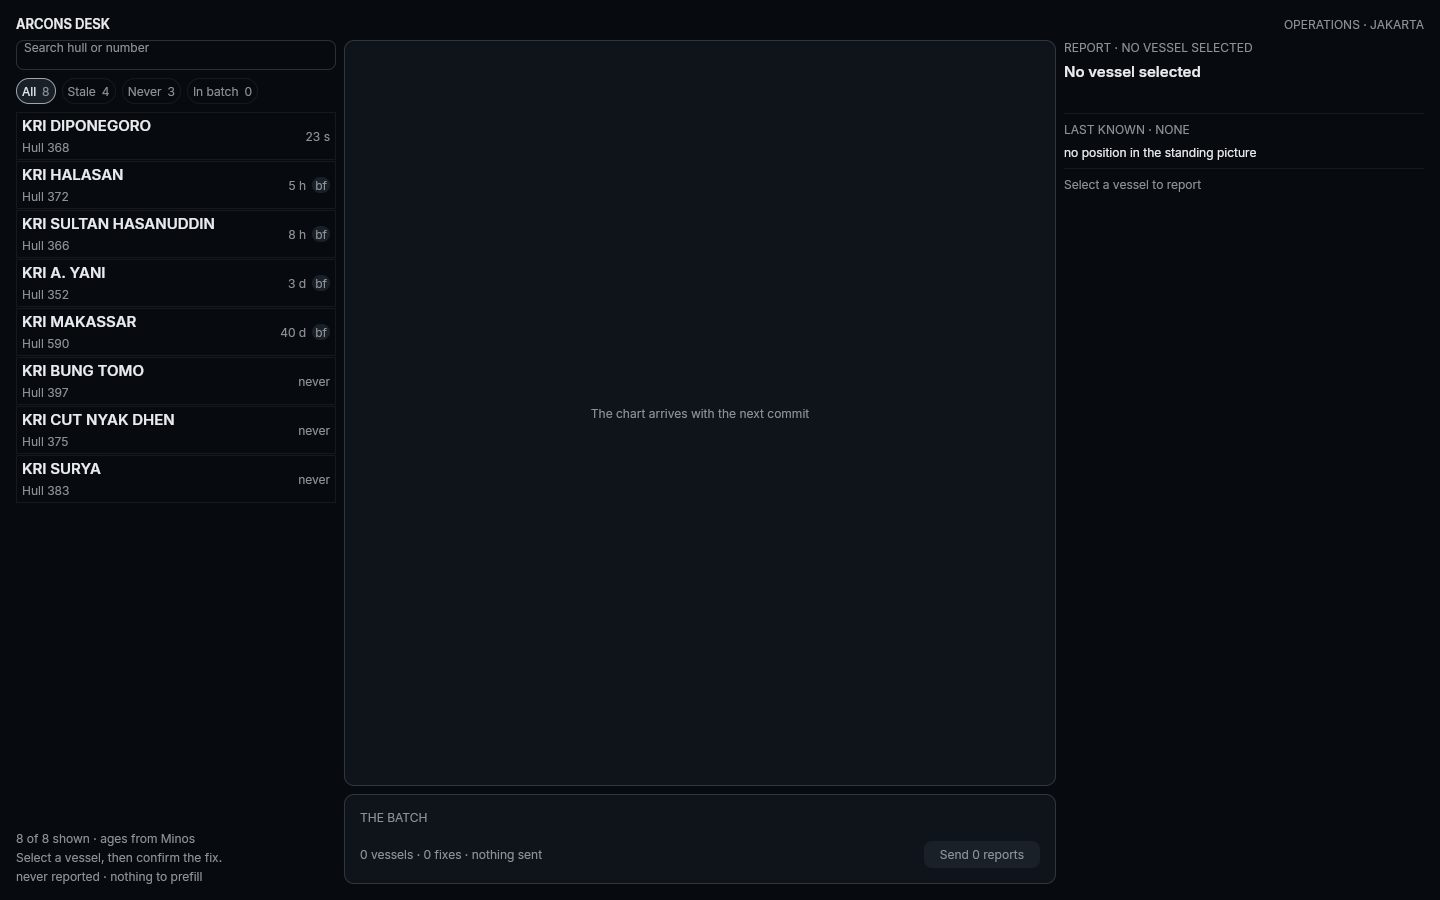 ARCONS DESK
OPERATIONS · JAKARTA
Search hull or number
All 8 Stale 4 Never 3 In batch 0
KRI DIPONEGORO
Hull 368
23 s
KRI HALASAN
Hull 372
5 h bf
KRI SULTAN HASANUDDIN
Hull 366
8 h bf
KRI A. YANI
Hull 352
3 d bf
KRI MAKASSAR
Hull 590
40 d bf
KRI BUNG TOMO
Hull 397
never
KRI CUT NYAK DHEN
Hull 375
never
KRI SURYA
Hull 383
never
8 of 8 shown · ages from Minos
Select a vessel, then confirm the fix.
never reported · nothing to prefill
The chart arrives with the next commit
THE BATCH
0 vessels · 0 fixes · nothing sent
Send 0 reports
REPORT · NO VESSEL SELECTED
No vessel selected
LAST KNOWN · NONE
no position in the standing picture
Select a vessel to report